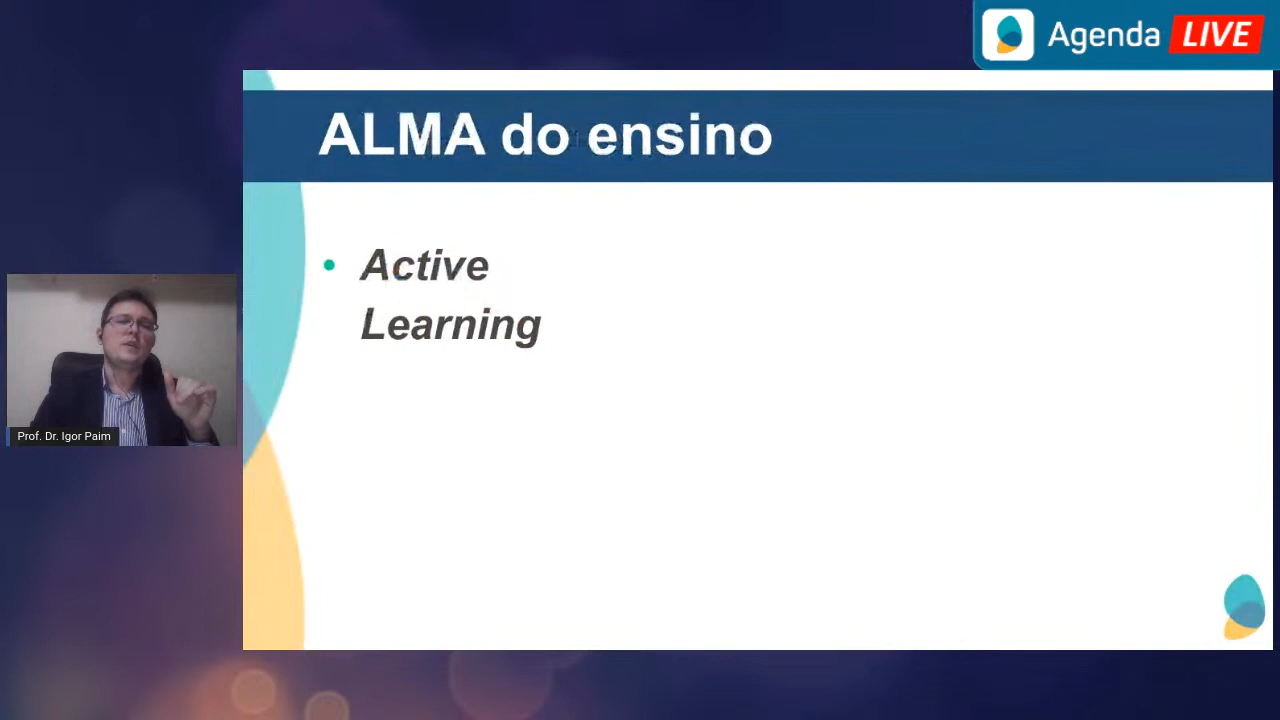 Agenda LIVE
ALMA do ensino
• Active
Learning
Prof. Dr. Igor Paim